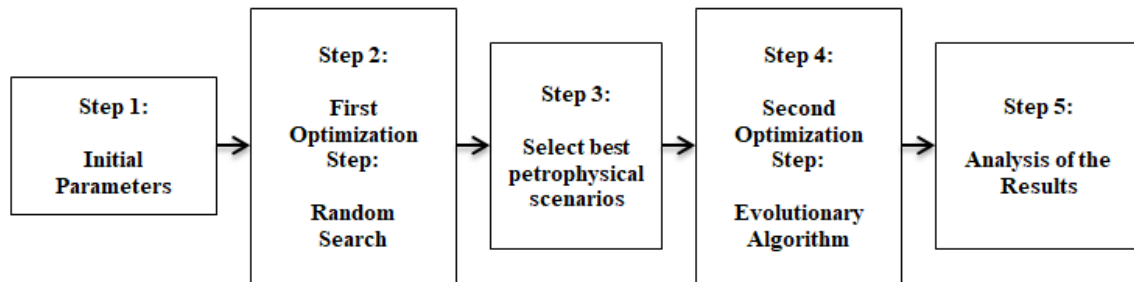 Step 1:
Initial
Parameters
Step 2:
First
Optimization
Step:
Random
Search
Step 3:
Select best
petrophysical
scenarios
Step 4:
Second
Optimization
Step:
Evolutionary
Algorithm
Step 5:
Analysis of the
Results